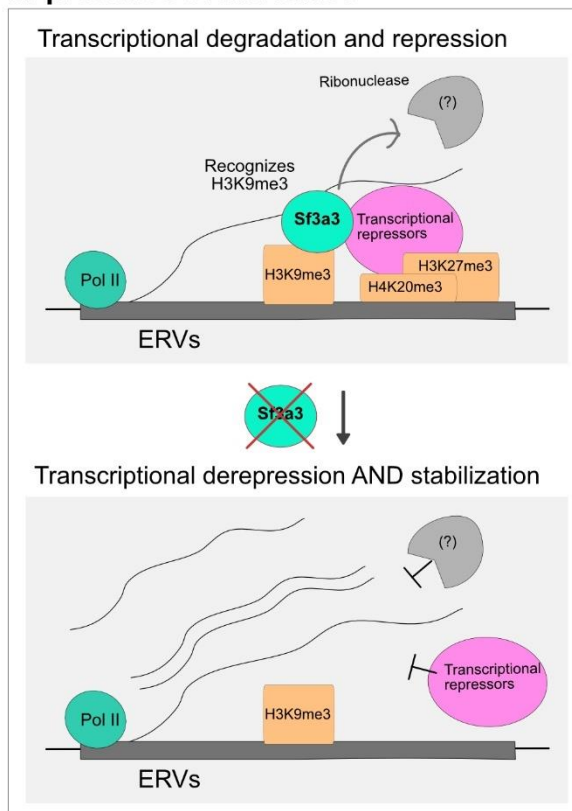 Transcriptional degradation and repression
Ribonuclease
(?)
Recognizes
H3K9me3
Sf3a3
Transcriptional
repressors
Pol II
H3K9me3
H3K27me3
H4K20me3
ERVs
Sf3a3
Transcriptional derepression AND stabilization
(?)
Transcriptional
repressors
Pol II
H3K9me3
ERVs